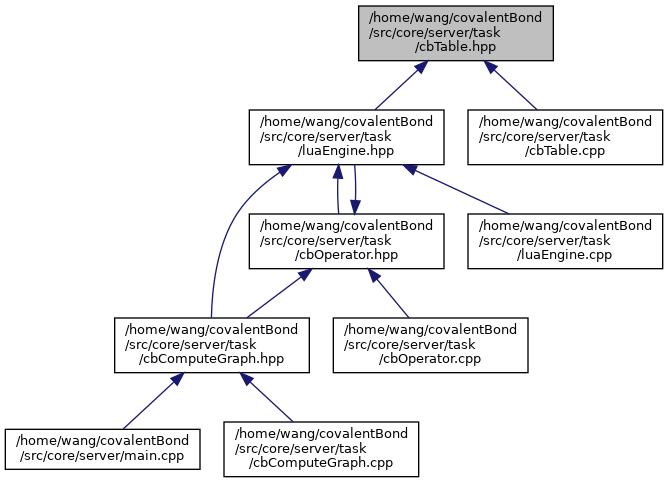 /home/wang/covalentBond
/src/core/server/task
/cbTable.hpp
/home/wang/covalentBond
/src/core/server/task
/luaEngine.hpp
/home/wang/covalentBond
/src/core/server/task
/cbTable.cpp
/home/wang/covalentBond
/src/core/server/task
/cbOperator.hpp
/home/wang/covalentBond
/src/core/server/task
/luaEngine.cpp
/home/wang/covalentBond
/src/core/server/task
/cbComputeGraph.hpp
/home/wang/covalentBond
/src/core/server/task
/cbOperator.cpp
/home/wang/covalentBond
/src/core/server/main.cpp
/home/wang/covalentBond
/src/core/server/task
/cbComputeGraph.cpp